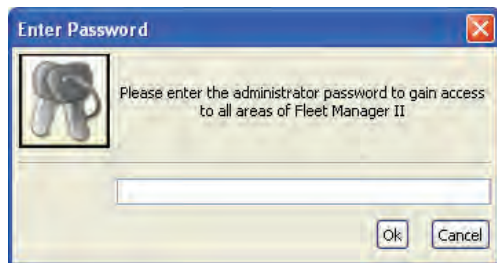 Enter Password
Please enter the administrator password to gain access
to all areas of Fleet Manager II
Ok
Cancel